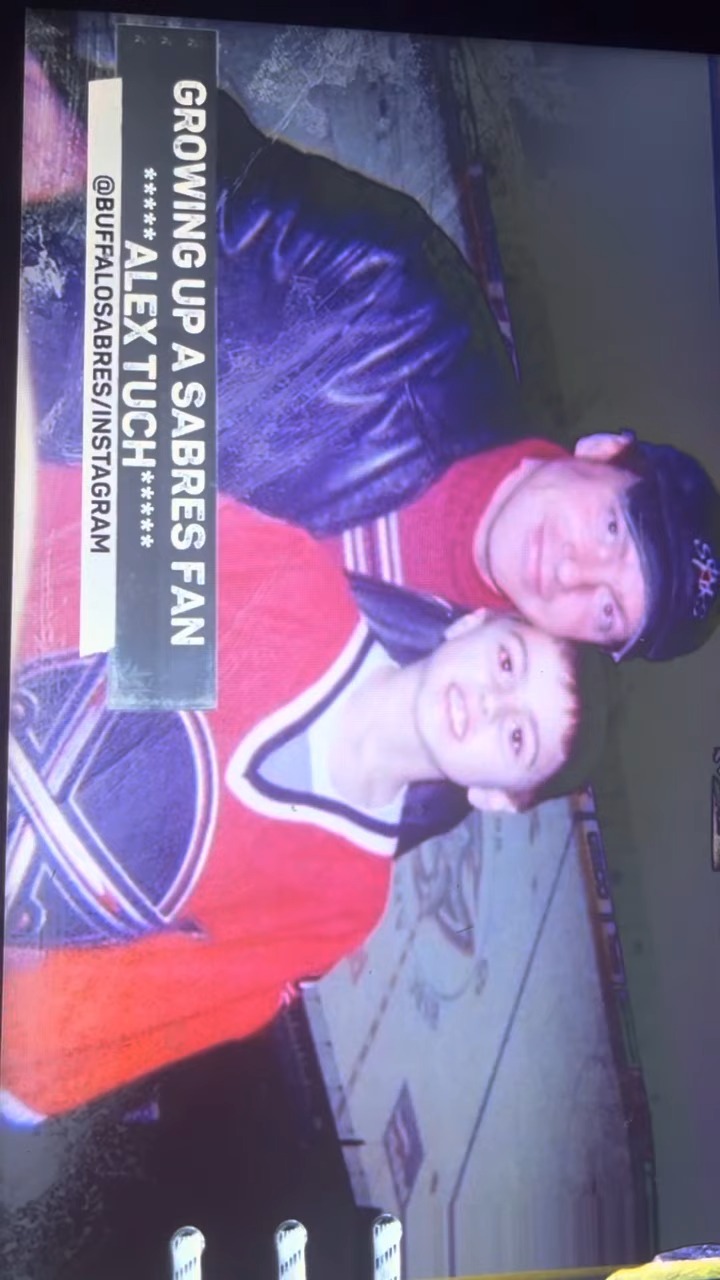 GROWING UP A SABRES FAN
***** ALEX TUCH *****
@BUFFALOSABRES/INSTAGRAM